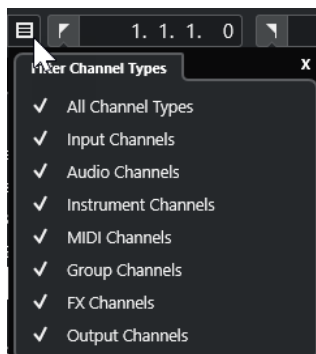 1. 1. 1. 0
Filter Channel Types X
All Channel Types
Input Channels
Audio Channels
Instrument Channels
MIDI Channels
Group Channels
FX Channels
Output Channels